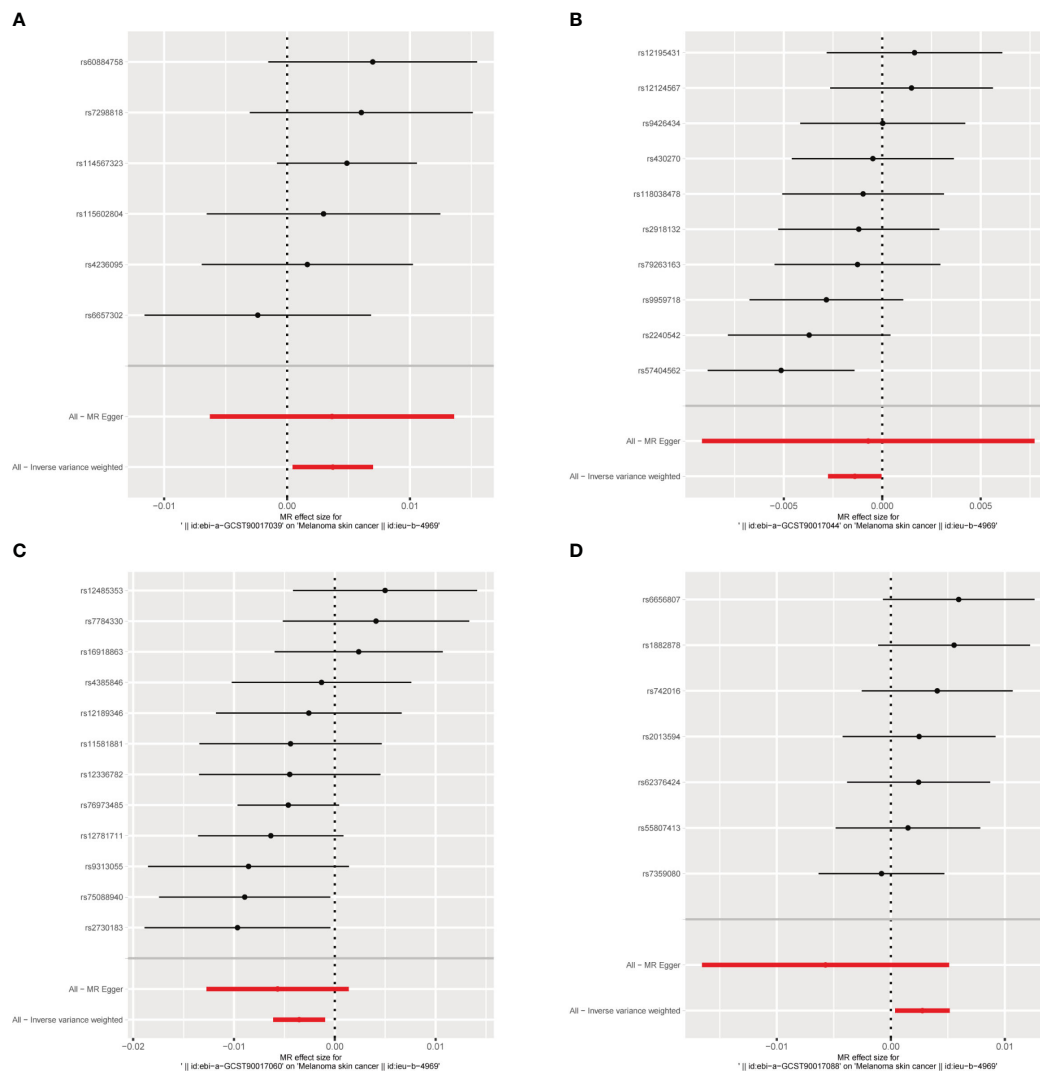 A
rs60884758
rs7298818
rs114567323
rs115602804
rs4236095
rs6657302
All − MR Egger
All − Inverse variance weighted
−0.01
0.00
0.01
MR effect size for
' || id:ebi-a-GCST90017039' on 'Melanoma skin cancer || id:ieu-b-4969'
B
rs12195431
rs12124567
rs9426434
rs430270
rs118038478
rs2918132
rs79263163
rs9959718
rs2240542
rs57404562
All − MR Egger
All − Inverse variance weighted
−0.005
0.000
0.005
MR effect size for
' || id:ebi-a-GCST90017044' on 'Melanoma skin cancer || id:ieu-b-4969'
C
rs12485353
rs7784330
rs16918863
rs4385846
rs12189346
rs11581881
rs12336782
rs76973485
rs12781711
rs9313055
rs75088940
rs2730183
All − MR Egger
All − Inverse variance weighted
−0.02
−0.01
0.00
0.01
MR effect size for
' || id:ebi-a-GCST90017060' on 'Melanoma skin cancer || id:ieu-b-4969'
D
rs6656807
rs1882878
rs742016
rs2013594
rs62376424
rs55807413
rs7359080
All − MR Egger
All − Inverse variance weighted
−0.01
0.00
0.01
MR effect size for
' || id:ebi-a-GCST90017088' on 'Melanoma skin cancer || id:ieu-b-4969'